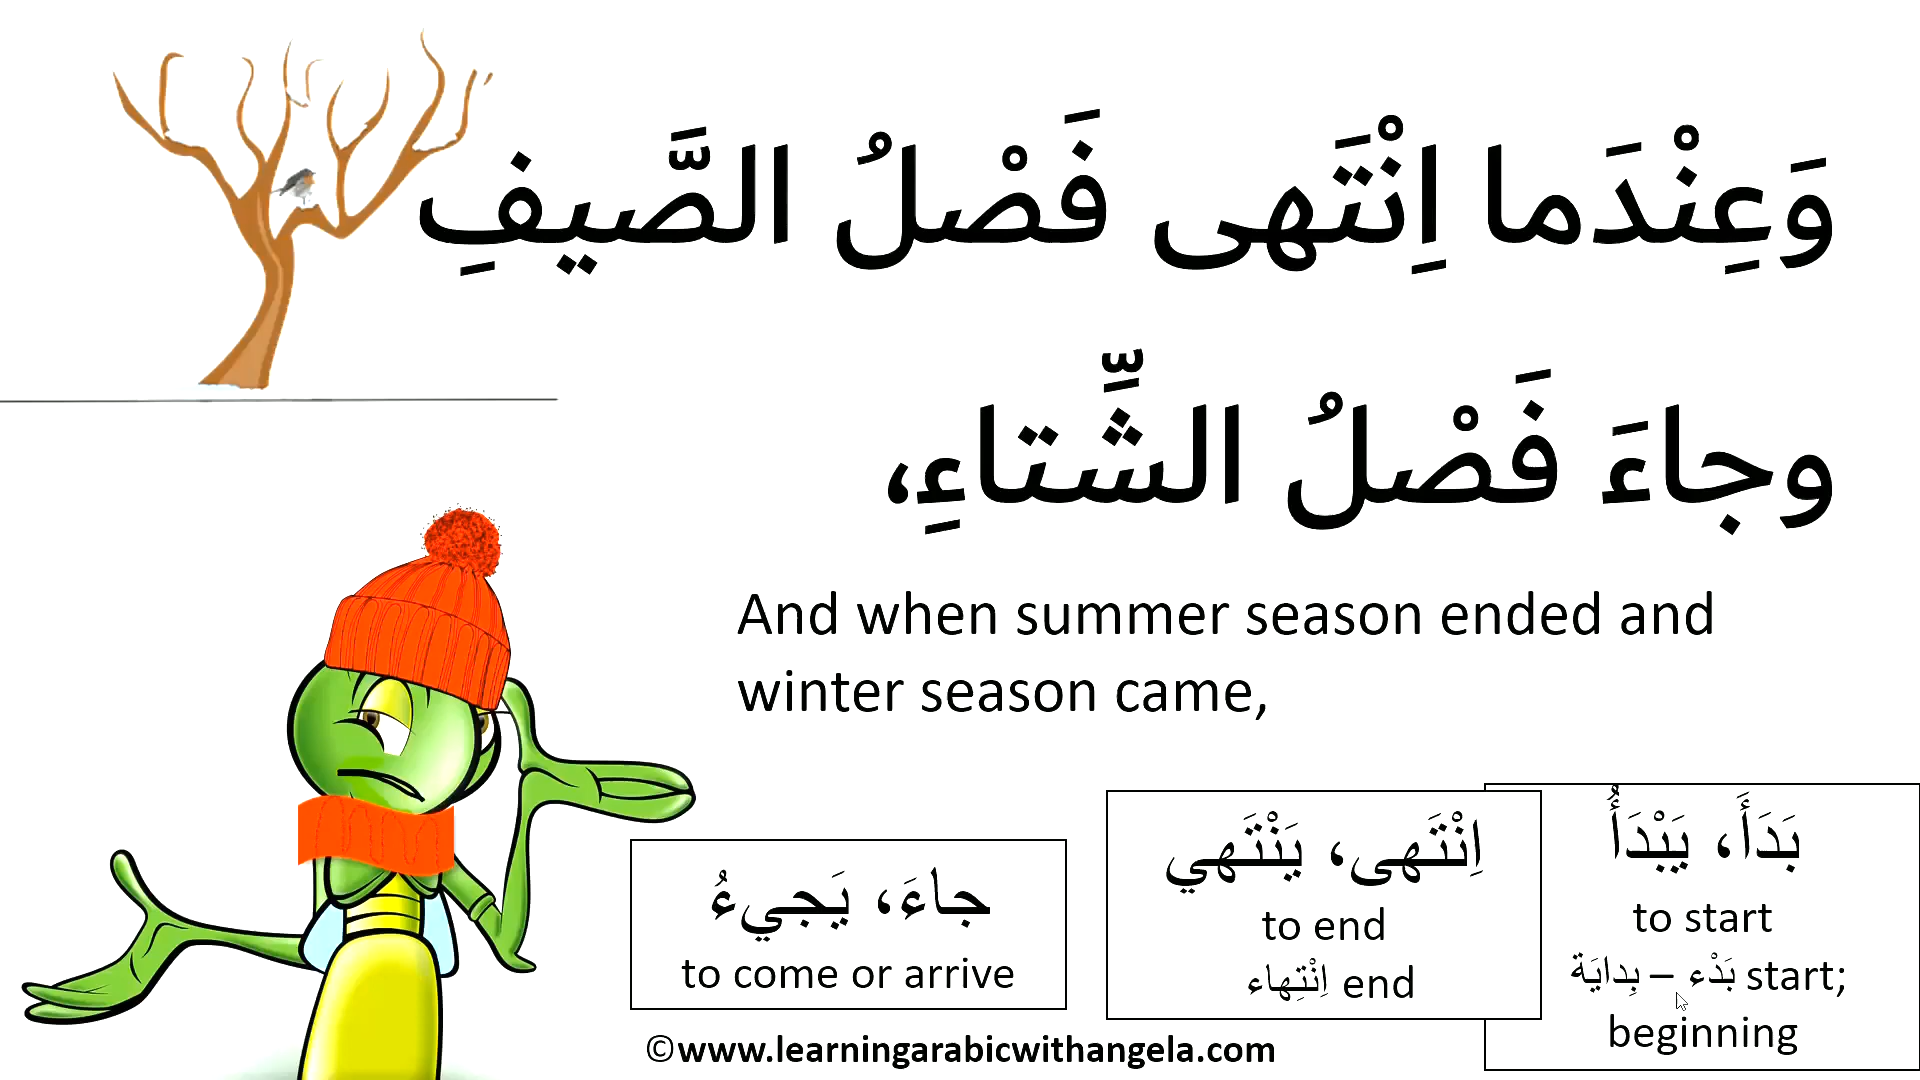 وَعِنْدَما اِنْتَهى فَصْلُ الصَّيفِ
وجاءَ فَصْلُ الشِّتاءِ،
And when summer season ended and
winter season came,
جاءَ، يَجيءُ
to come or arrive
اِنْتَهى، يَنْتَهي
to end
اِنْتِهاء end
بَدَأَ، يَبْدَأُ
to start
بَدْء – بِدايَة start;
beginning
©www.learningarabicwithangela.com